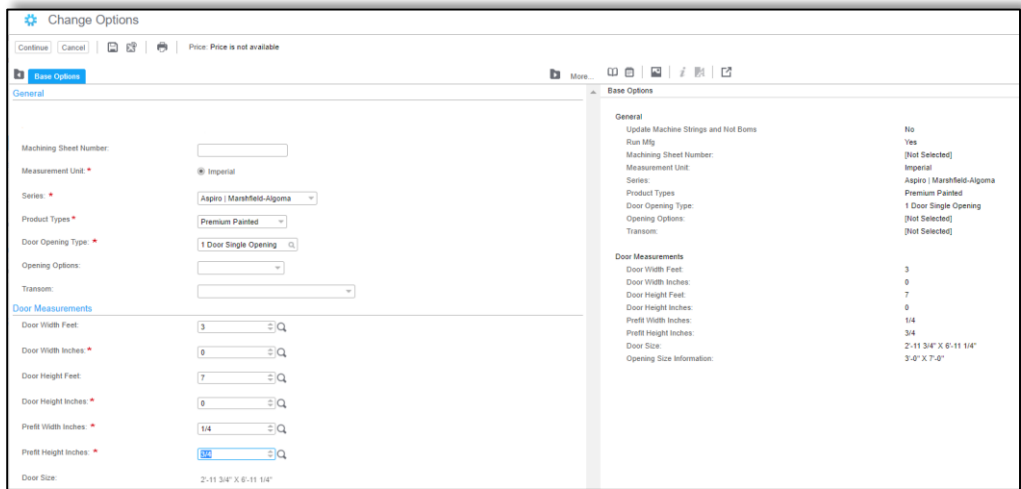 Change Options
Continue Cancel Price: Price is not available
Base Options More...
General
Machining Sheet Number:
Measurement Unit: * Imperial
Series: * Aspiro | Marshfield-Algoma
Product Types * Premium Painted
Door Opening Type: * 1 Door Single Opening
Opening Options:
Transom:
Door Measurements
Door Width Feet: 3
Door Width Inches: * 0
Door Height Feet: 7
Door Height Inches: * 0
Prefit Width Inches: * 1/4
Prefit Height Inches: * 3/4
Door Size: 2'-11 3/4" X 6'-11 1/4"
Base Options
General
Update Machine Strings and Not Boms No
Run Mfg Yes
Machining Sheet Number: [Not Selected]
Measurement Unit: Imperial
Series: Aspiro | Marshfield-Algoma
Product Types Premium Painted
Door Opening Type: 1 Door Single Opening
Opening Options: [Not Selected]
Transom: [Not Selected]
Door Measurements
Door Width Feet: 3
Door Width Inches: 0
Door Height Feet: 7
Door Height Inches: 0
Prefit Width Inches: 1/4
Prefit Height Inches: 3/4
Door Size: 2'-11 3/4" X 6'-11 1/4"
Opening Size Information: 3'-0" X 7'-0"